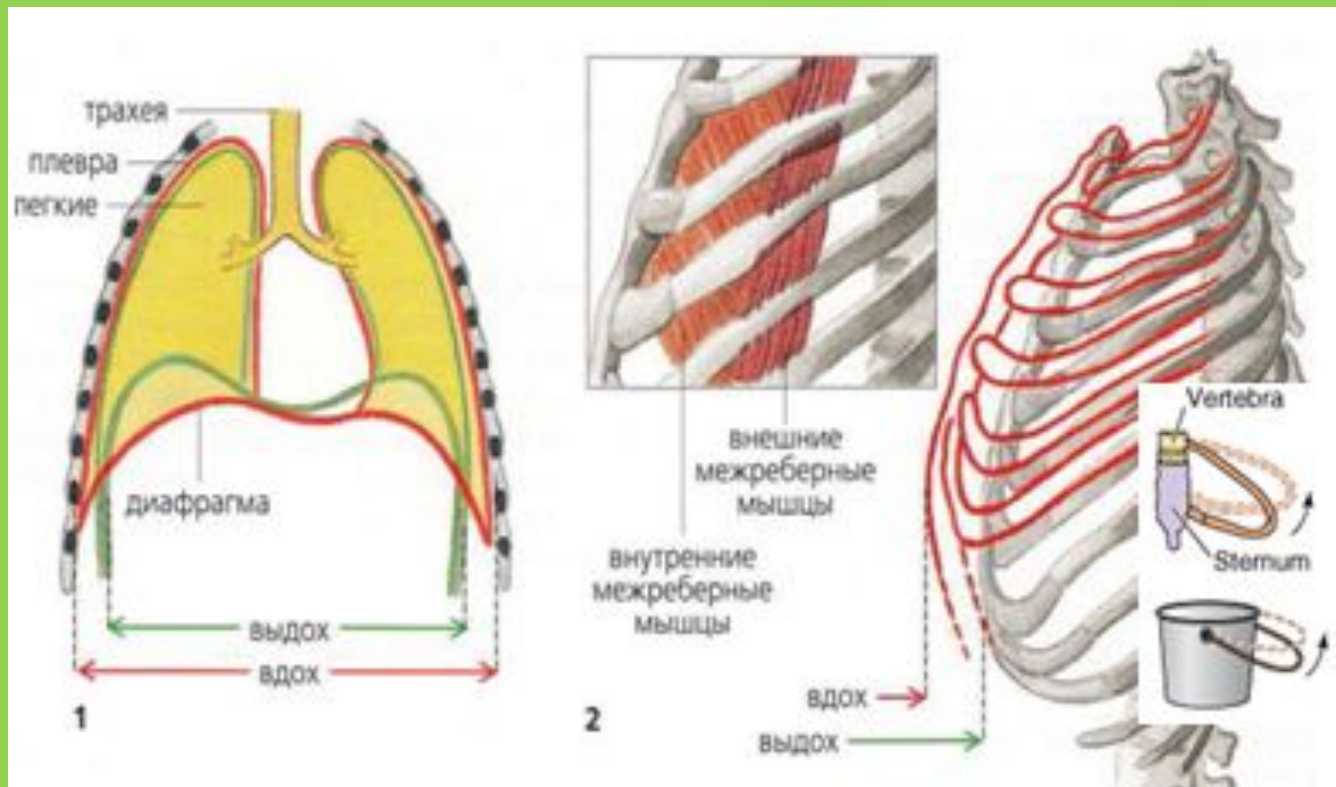 трахея
плевра
легкие
диафрагма
выдох
вдох
1
внешние
межреберные
мышцы
внутренние
межреберные
мышцы
2
вдох
выдох
Vertebra
Sternum